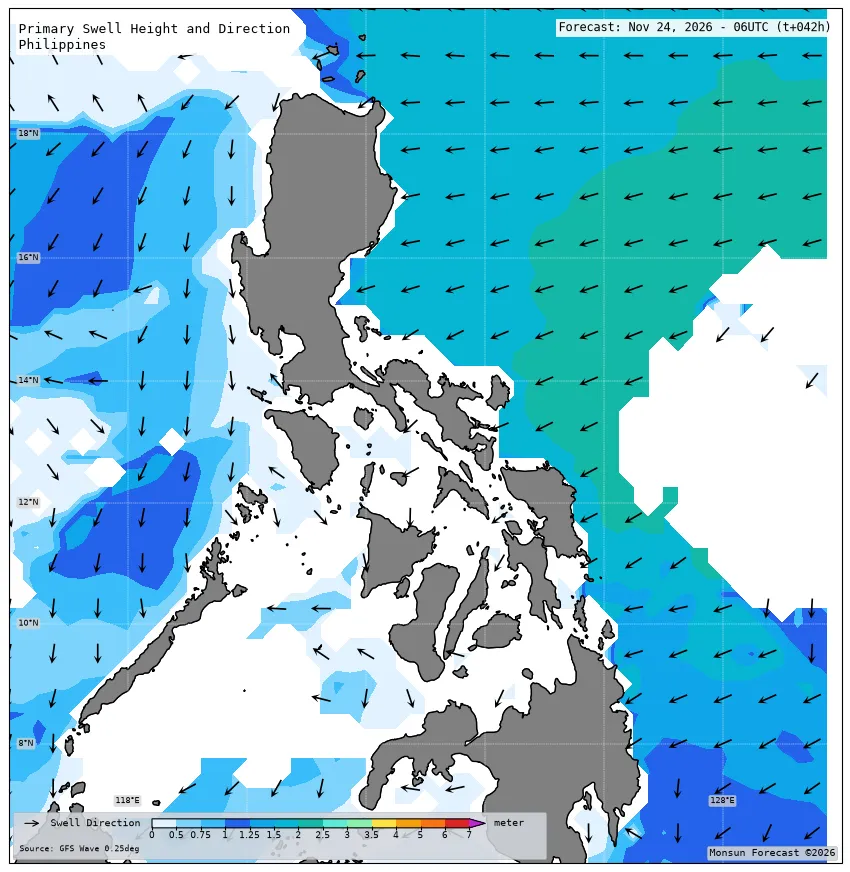 Primary Swell Height and Direction
Philippines
Forecast: Nov 24, 2026 - 06UTC (t+042h)
18°N
16°N
14°N
12°N
10°N
8°N
118°E
128°E
Swell Direction
meter
0 0.5 0.75 1 1.25 1.5 2 2.5 3 3.5 4 5 6 7
Source: GFS Wave 0.25deg
Monsun Forecast ©2026